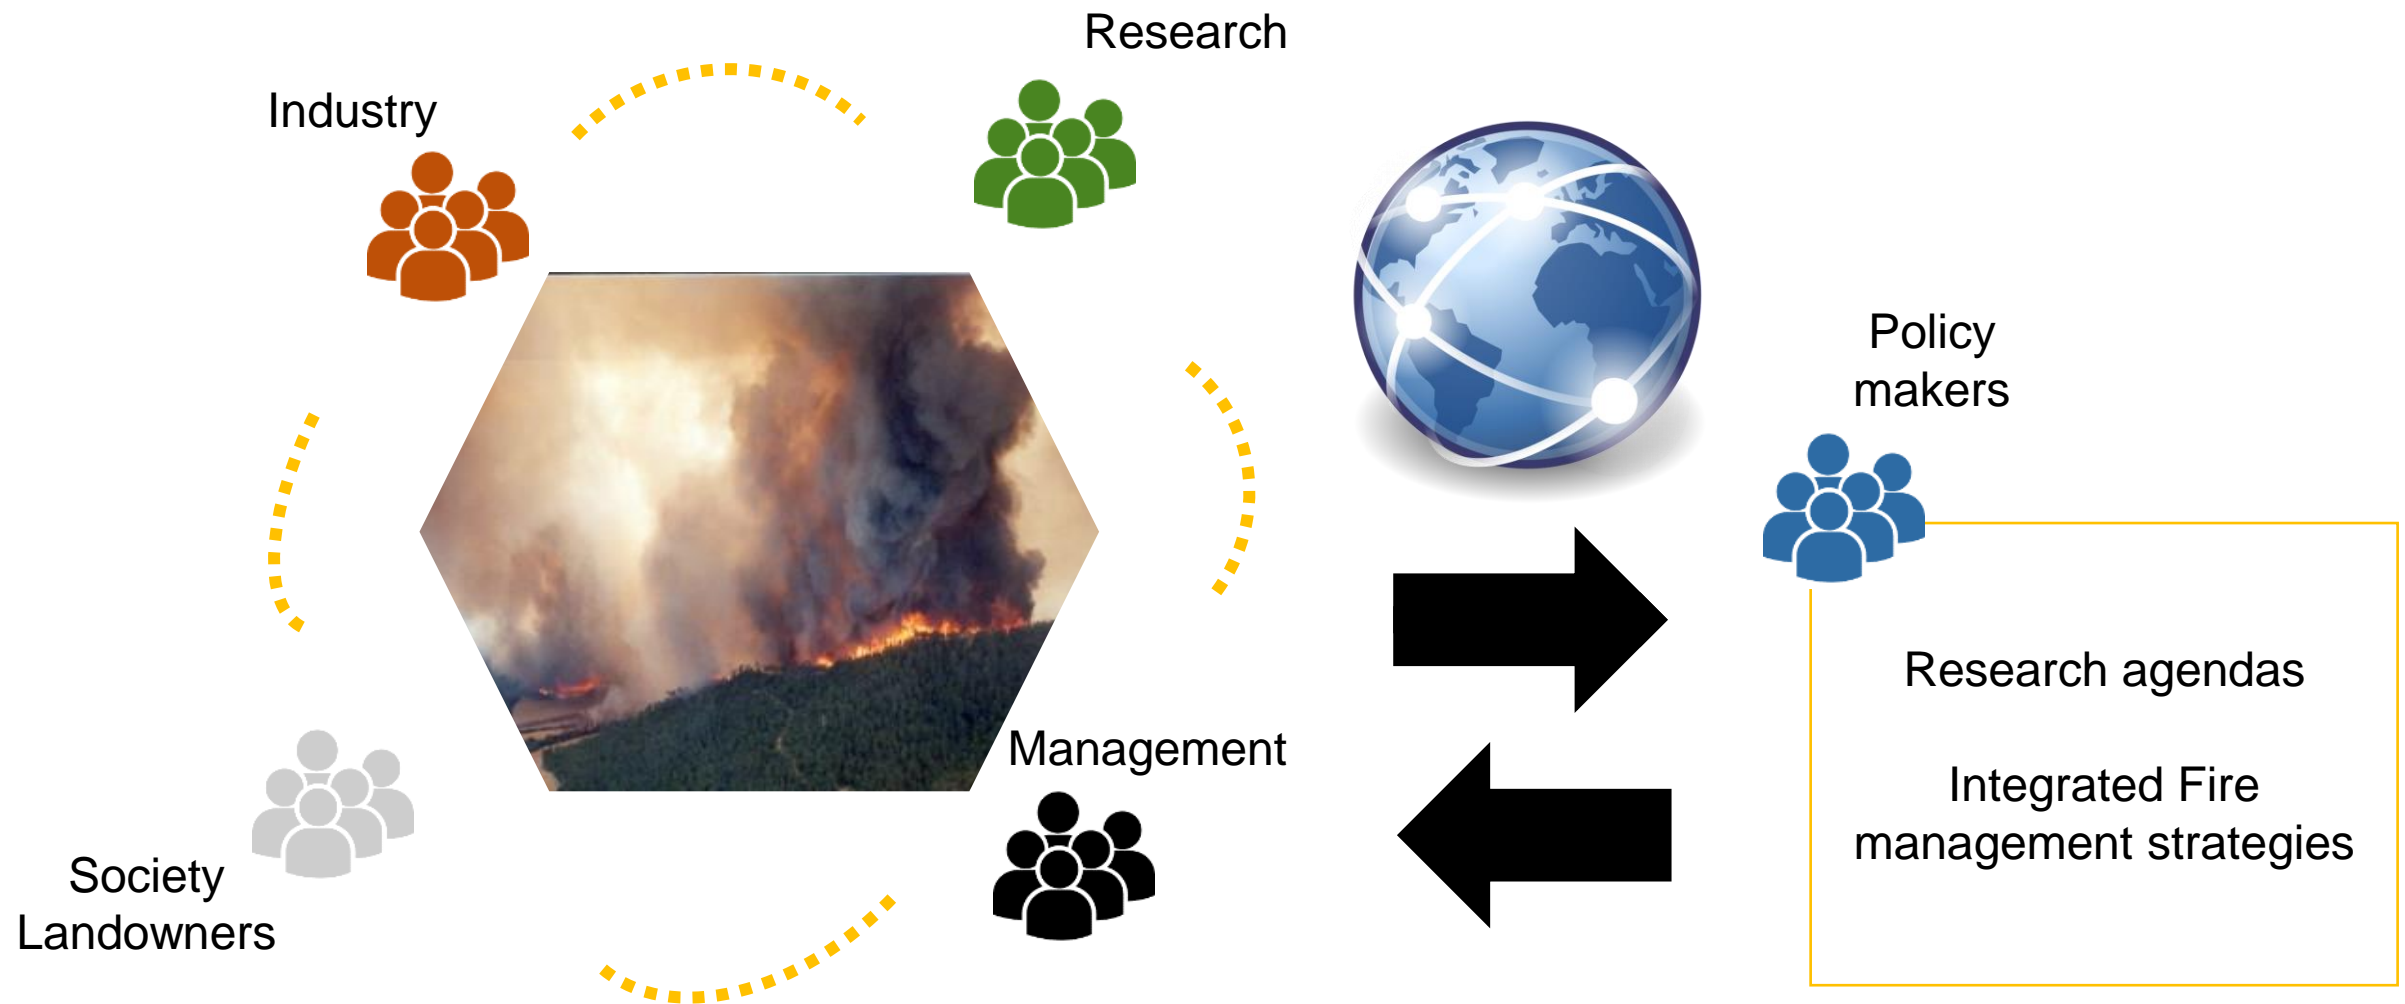 Research
Industry
Policy
makers
Research agendas
Management
Integrated Fire
management strategies
Society
Landowners